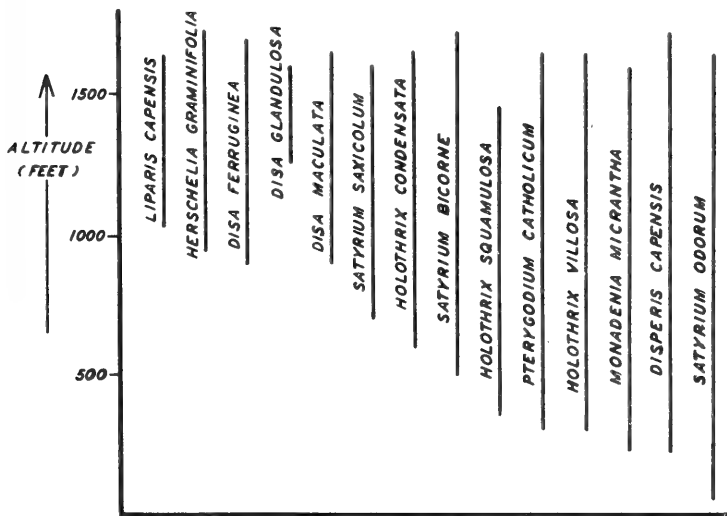 1500
1000
500
ALTITUDE
(FEET)
LIPARIS CAPENSIS
HERSCHELIA GRAMINIFOLIA
DISA FERRUGINEA
DISA GLANDULOSA
DISA MACULATA
SATYRIUM SAXICOLUM
HOLOTHRIX CONDENSATA
SATYRIUM BICORNE
HOLOTHRIX SQUAMULOSA
PTERYGODIUM CATHOLICUM
HOLOTHRIX VILLOSA
MONADENIA MICRANTHA
DISPERIS CAPENSIS
SATYRIUM ODORUM